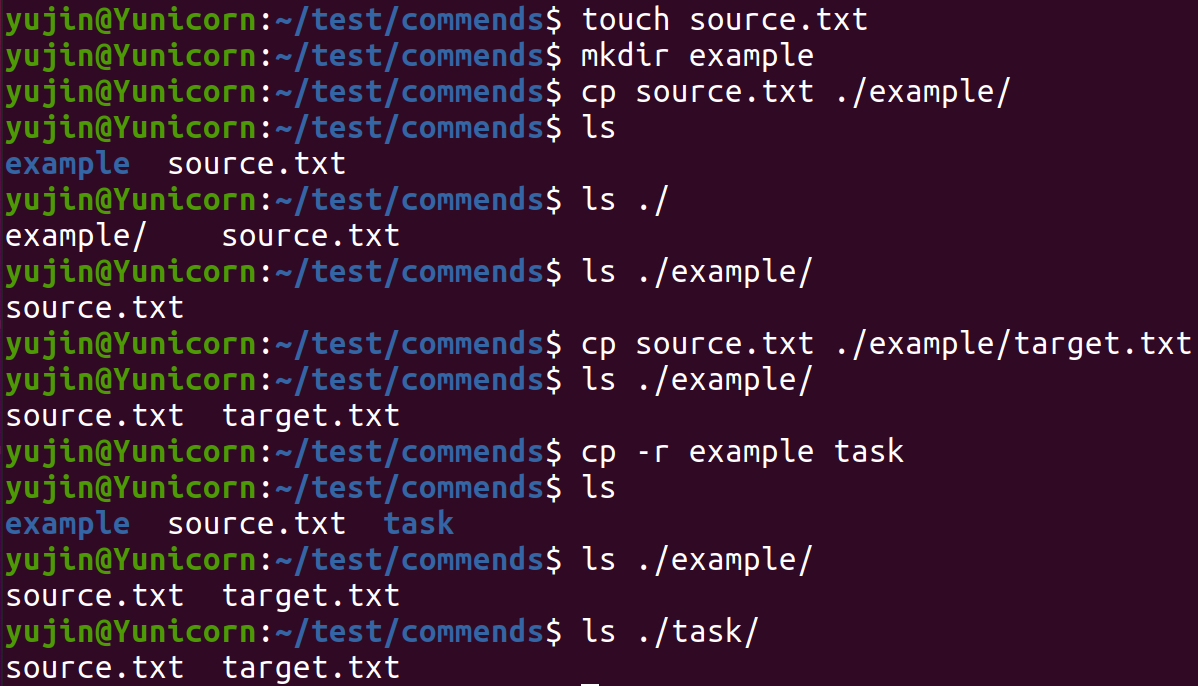 yujin@Yunicorn:~/test/commends$ touch source.txt
yujin@Yunicorn:~/test/commends$ mkdir example
yujin@Yunicorn:~/test/commends$ cp source.txt ./example/
yujin@Yunicorn:~/test/commends$ ls
example  source.txt
yujin@Yunicorn:~/test/commends$ ls ./
example/    source.txt
yujin@Yunicorn:~/test/commends$ ls ./example/
source.txt
yujin@Yunicorn:~/test/commends$ cp source.txt ./example/target.txt
yujin@Yunicorn:~/test/commends$ ls ./example/
source.txt  target.txt
yujin@Yunicorn:~/test/commends$ cp -r example task
yujin@Yunicorn:~/test/commends$ ls
example  source.txt  task
yujin@Yunicorn:~/test/commends$ ls ./example/
source.txt  target.txt
yujin@Yunicorn:~/test/commends$ ls ./task/
source.txt  target.txt